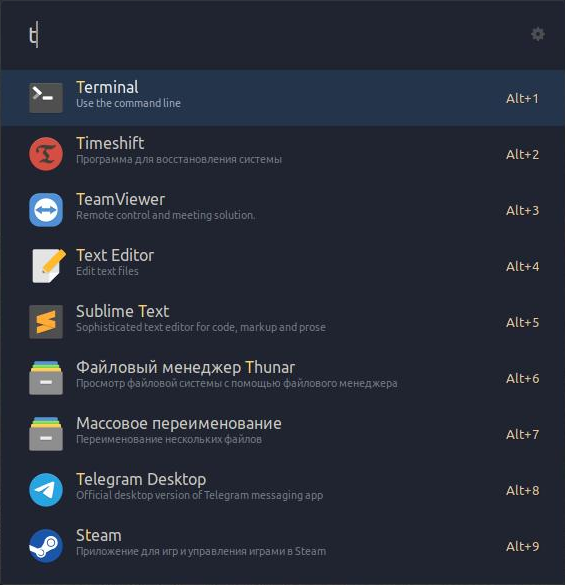 t
Terminal
Use the command line
Alt+1
Timeshift
Программа для восстановления системы
Alt+2
TeamViewer
Remote control and meeting solution.
Alt+3
Text Editor
Edit text files
Alt+4
Sublime Text
Sophisticated text editor for code, markup and prose
Alt+5
Файловый менеджер Thunar
Просмотр файловой системы с помощью файлового менеджера
Alt+6
Массовое переименование
Переименование нескольких файлов
Alt+7
Telegram Desktop
Official desktop version of Telegram messaging app
Alt+8
Steam
Приложение для игр и управления играми в Steam
Alt+9